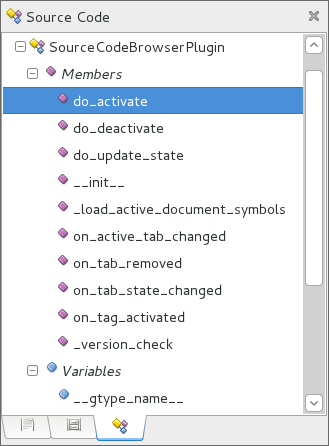 Source Code
SourceCodeBrowserPlugin
Members
do_activate
do_deactivate
do_update_state
__init__
_load_active_document_symbols
on_active_tab_changed
on_tab_removed
on_tab_state_changed
on_tag_activated
_version_check
Variables
__gtype_name__